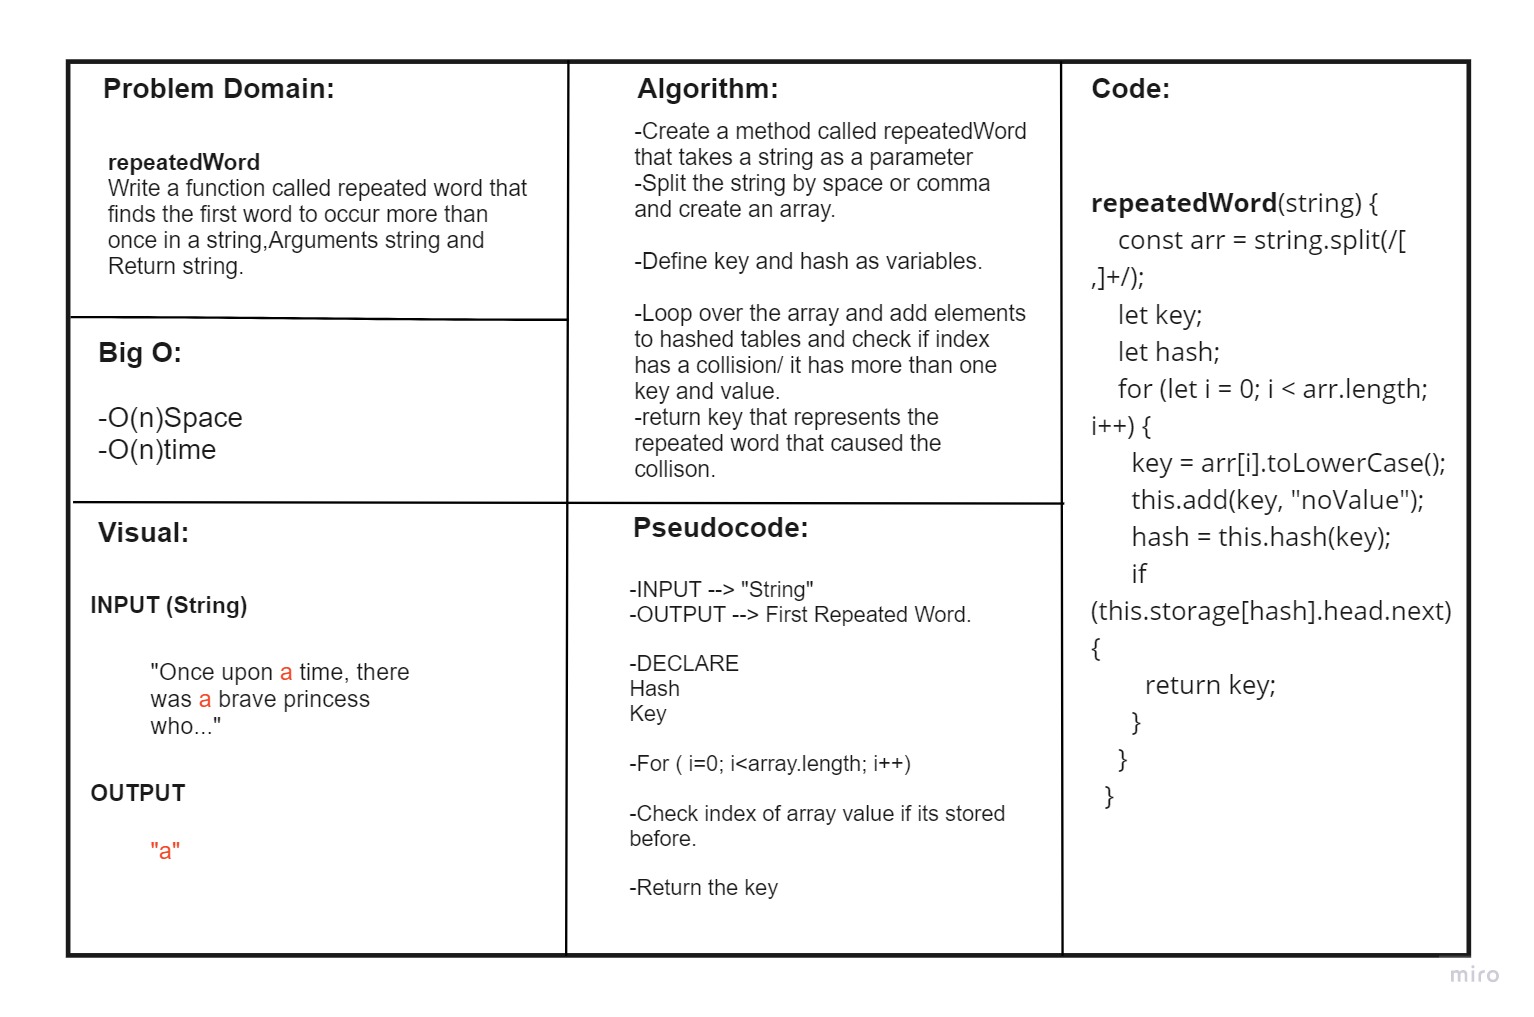 Problem Domain:
repeatedWord
Write a function called repeated word that
finds the first word to occur more than
once in a string,Arguments string and
Return string.
Big O:
-O(n)Space
-O(n)time
Visual:
INPUT (String)
"Once upon a time, there
was a brave princess
who..."
OUTPUT
"a"
Algorithm:
-Create a method called repeatedWord
that takes a string as a parameter
-Split the string by space or comma
and create an array.
-Define key and hash as variables.
-Loop over the array and add elements
to hashed tables and check if index
has a collision/ it has more than one
key and value.
-return key that represents the
repeated word that caused the
collison.
Pseudocode:
-INPUT --> "String"
-OUTPUT --> First Repeated Word.
-DECLARE
Hash
Key
-For ( i=0; i<array.length; i++)
-Check index of array value if its stored
before.
-Return the key
Code:
repeatedWord(string) {
const arr = string.split(/[
,]+/);
let key;
let hash;
for (let i = 0; i < arr.length;
i++) {
key = arr[i].toLowerCase();
this.add(key, "noValue");
hash = this.hash(key);
if
(this.storage[hash].head.next)
{
return key;
}
}
}
miro